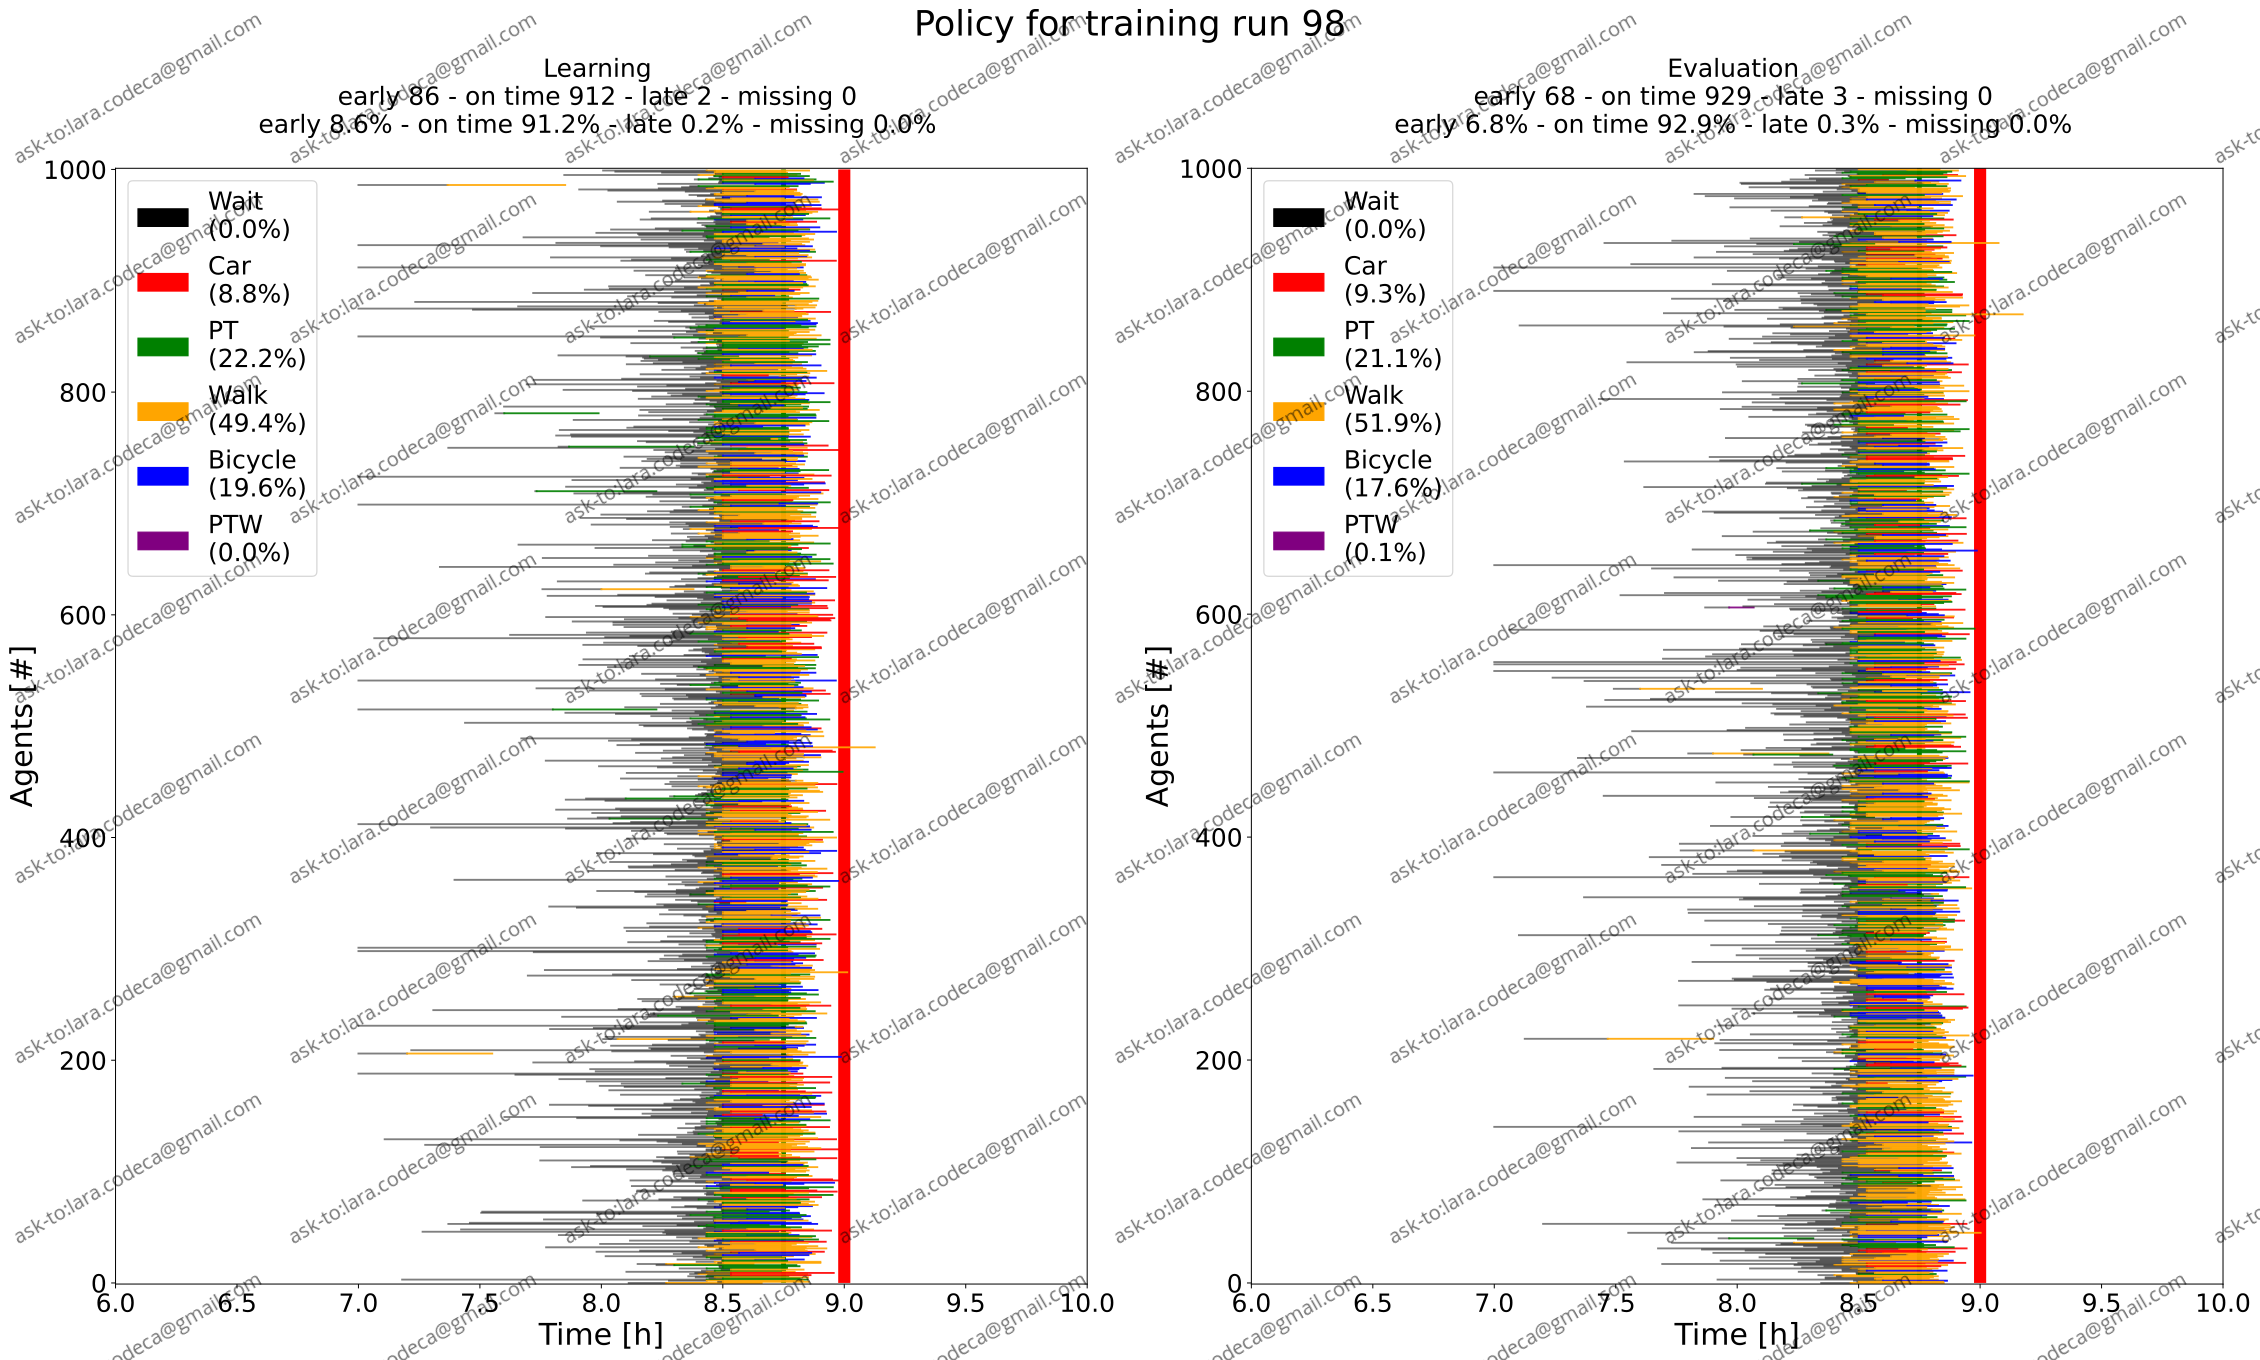 Policy for training run 98
Learning
early 86 - on time 912 - late 2 - missing 0
early 8.6% - on time 91.2% - late 0.2% - missing 0.0%
Agents [#]
1000
800
600
400
200
0
Wait
(0.0%)
Car
(8.8%)
PT
(22.2%)
Walk
(49.4%)
Bicycle
(19.6%)
PTW
(0.0%)
6.0 6.5 7.0 7.5 8.0 8.5 9.0 9.5 10.0
Time [h]
Evaluation
early 68 - on time 929 - late 3 - missing 0
early 6.8% - on time 92.9% - late 0.3% - missing 0.0%
Agents [#]
1000
800
600
400
200
0
Wait
(0.0%)
Car
(9.3%)
PT
(21.1%)
Walk
(51.9%)
Bicycle
(17.6%)
PTW
(0.1%)
6.0 6.5 7.0 7.5 8.0 8.5 9.0 9.5 10.0
Time [h]
ask-to:lara.codeca@gmail.com